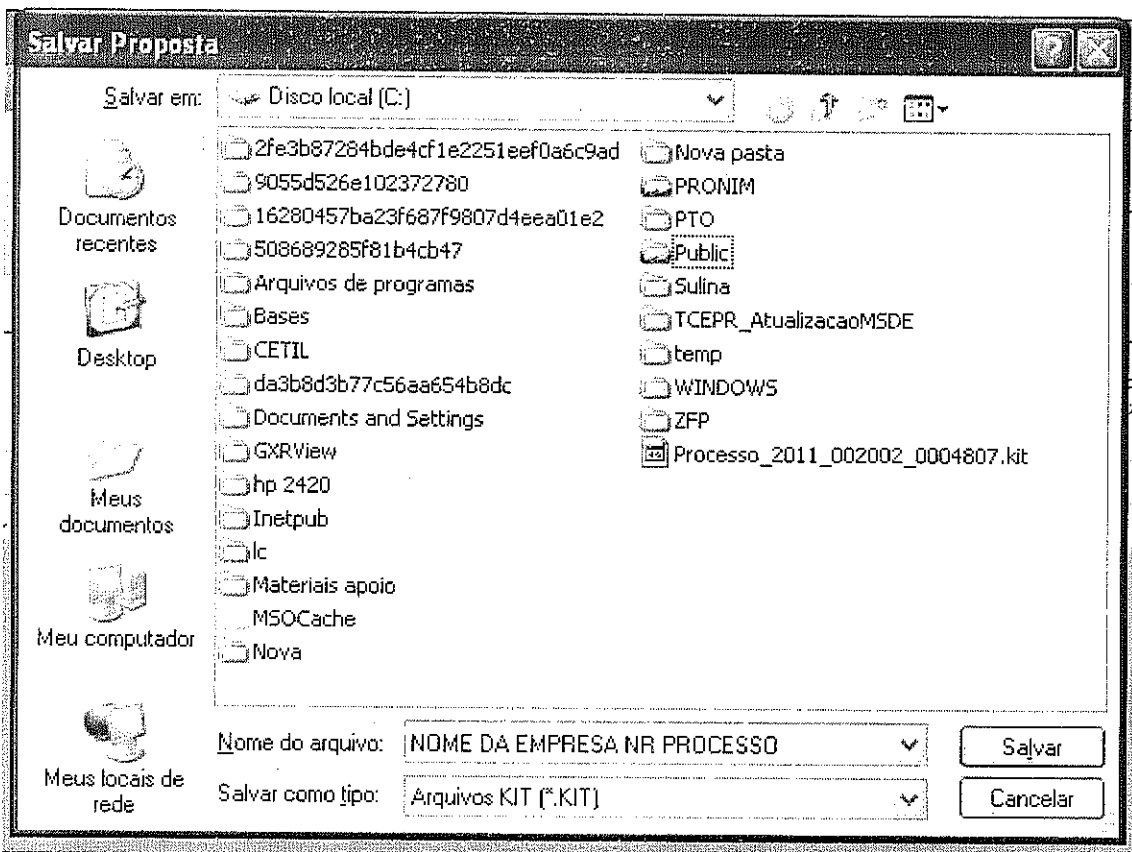 Salvar Proposta
Salvar em: Disco local (C:)
Documentos recentes
Desktop
Meus documentos
Meu computador
Meus locais de rede
2fe3b87284bde4cf1e2251eef0a6c9ad
9055d526e102372780
16280457ba23f687f9807d4eea01e2
508689285f81b4cb47
Arquivos de programas
Bases
CETIL
da3b8d3b77c56aa654b8dc
Documents and Settings
GXRView
hp 2420
Inetpub
lc
Materiais apoio
MSOCache
Nova
Nova pasta
PRONIM
PTO
Public
Sulina
TCEPR_AtualizacaoMSDE
temp
WINDOWS
ZFP
Processo_2011_002002_0004807.kit
Nome do arquivo: NOME DA EMPRESA NR PROCESSO
Salvar
Salvar como tipo: Arquivos KIT (*.KIT)
Cancelar